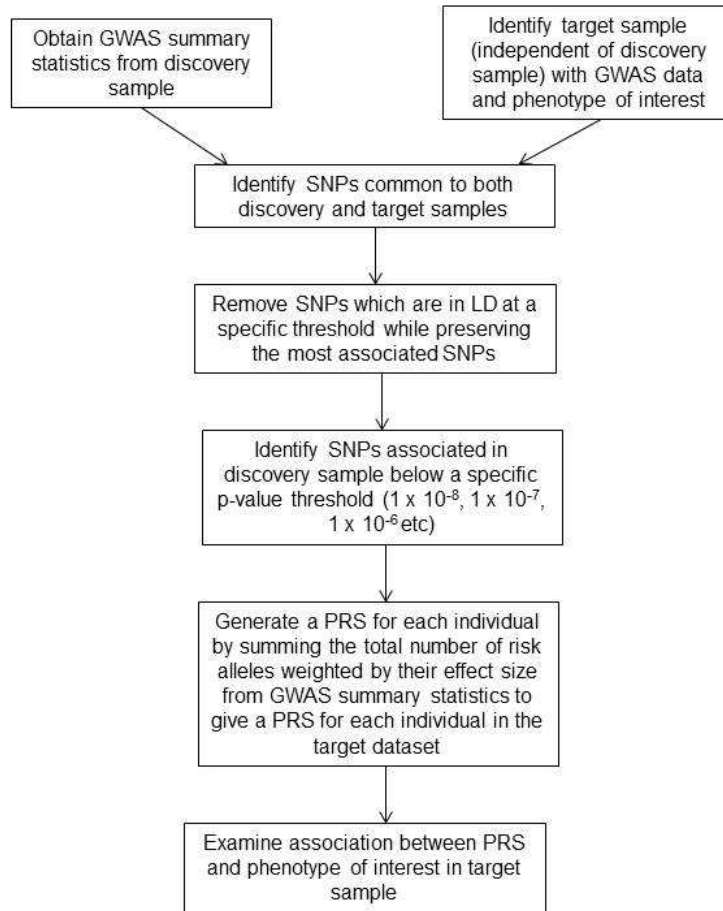 Obtain GWAS summary
statistics from discovery
sample
Identify target sample
(independent of discovery
sample) with GWAS data
and phenotype of interest
Identify SNPs common to both
discovery and target samples
Remove SNPs which are in LD at a
specific threshold while preserving
the most associated SNPs
Identify SNPs associated in
discovery sample below a specific
p-value threshold (1 x 10⁻⁸, 1 x 10⁻⁷,
1 x 10⁻⁶ etc)
Generate a PRS for each individual
by summing the total number of risk
alleles weighted by their effect size
from GWAS summary statistics to
give a PRS for each individual in the
target dataset
Examine association between PRS
and phenotype of interest in target
sample